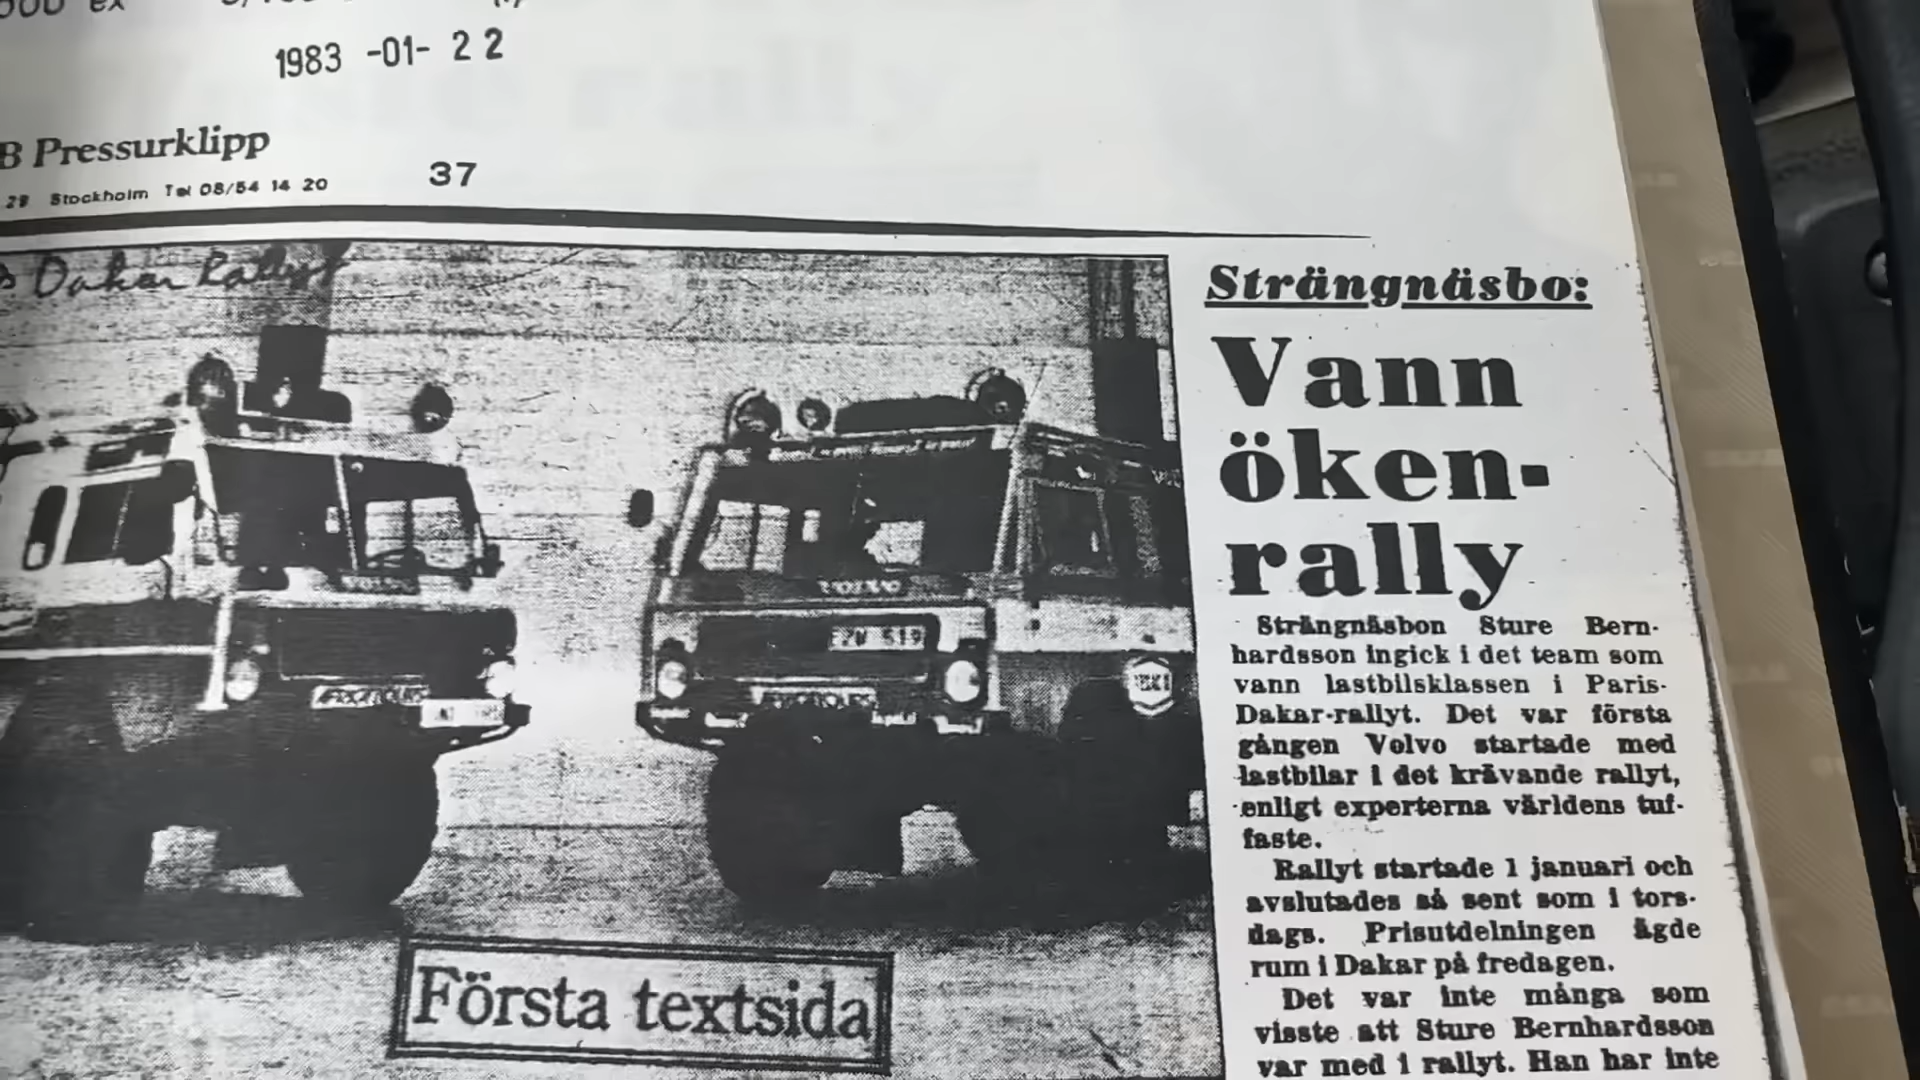 1983 -01- 22
B Pressurklipp
Stockholm Tel 08/54 14 20
37
Dakar Rallyt
Strängnäsbo:
Vann
öken-
rally
VOLVO
VOLVO
519
Strängnäsbon Sture Bern-
hardsson ingick i det team som
vann lastbilsklassen i Paris-
Dakar-rallyt. Det var första
gången Volvo startade med
lastbilar i det krävande rallyt,
enligt experterna världens tuf-
faste.
Rallyt startade 1 januari och
avslutades så sent som i tors-
dags. Prisutdelningen ägde
rum i Dakar på fredagen.
Det var inte många som
visste att Sture Bernhardsson
var med i rallyt. Han har inte
Första textsida